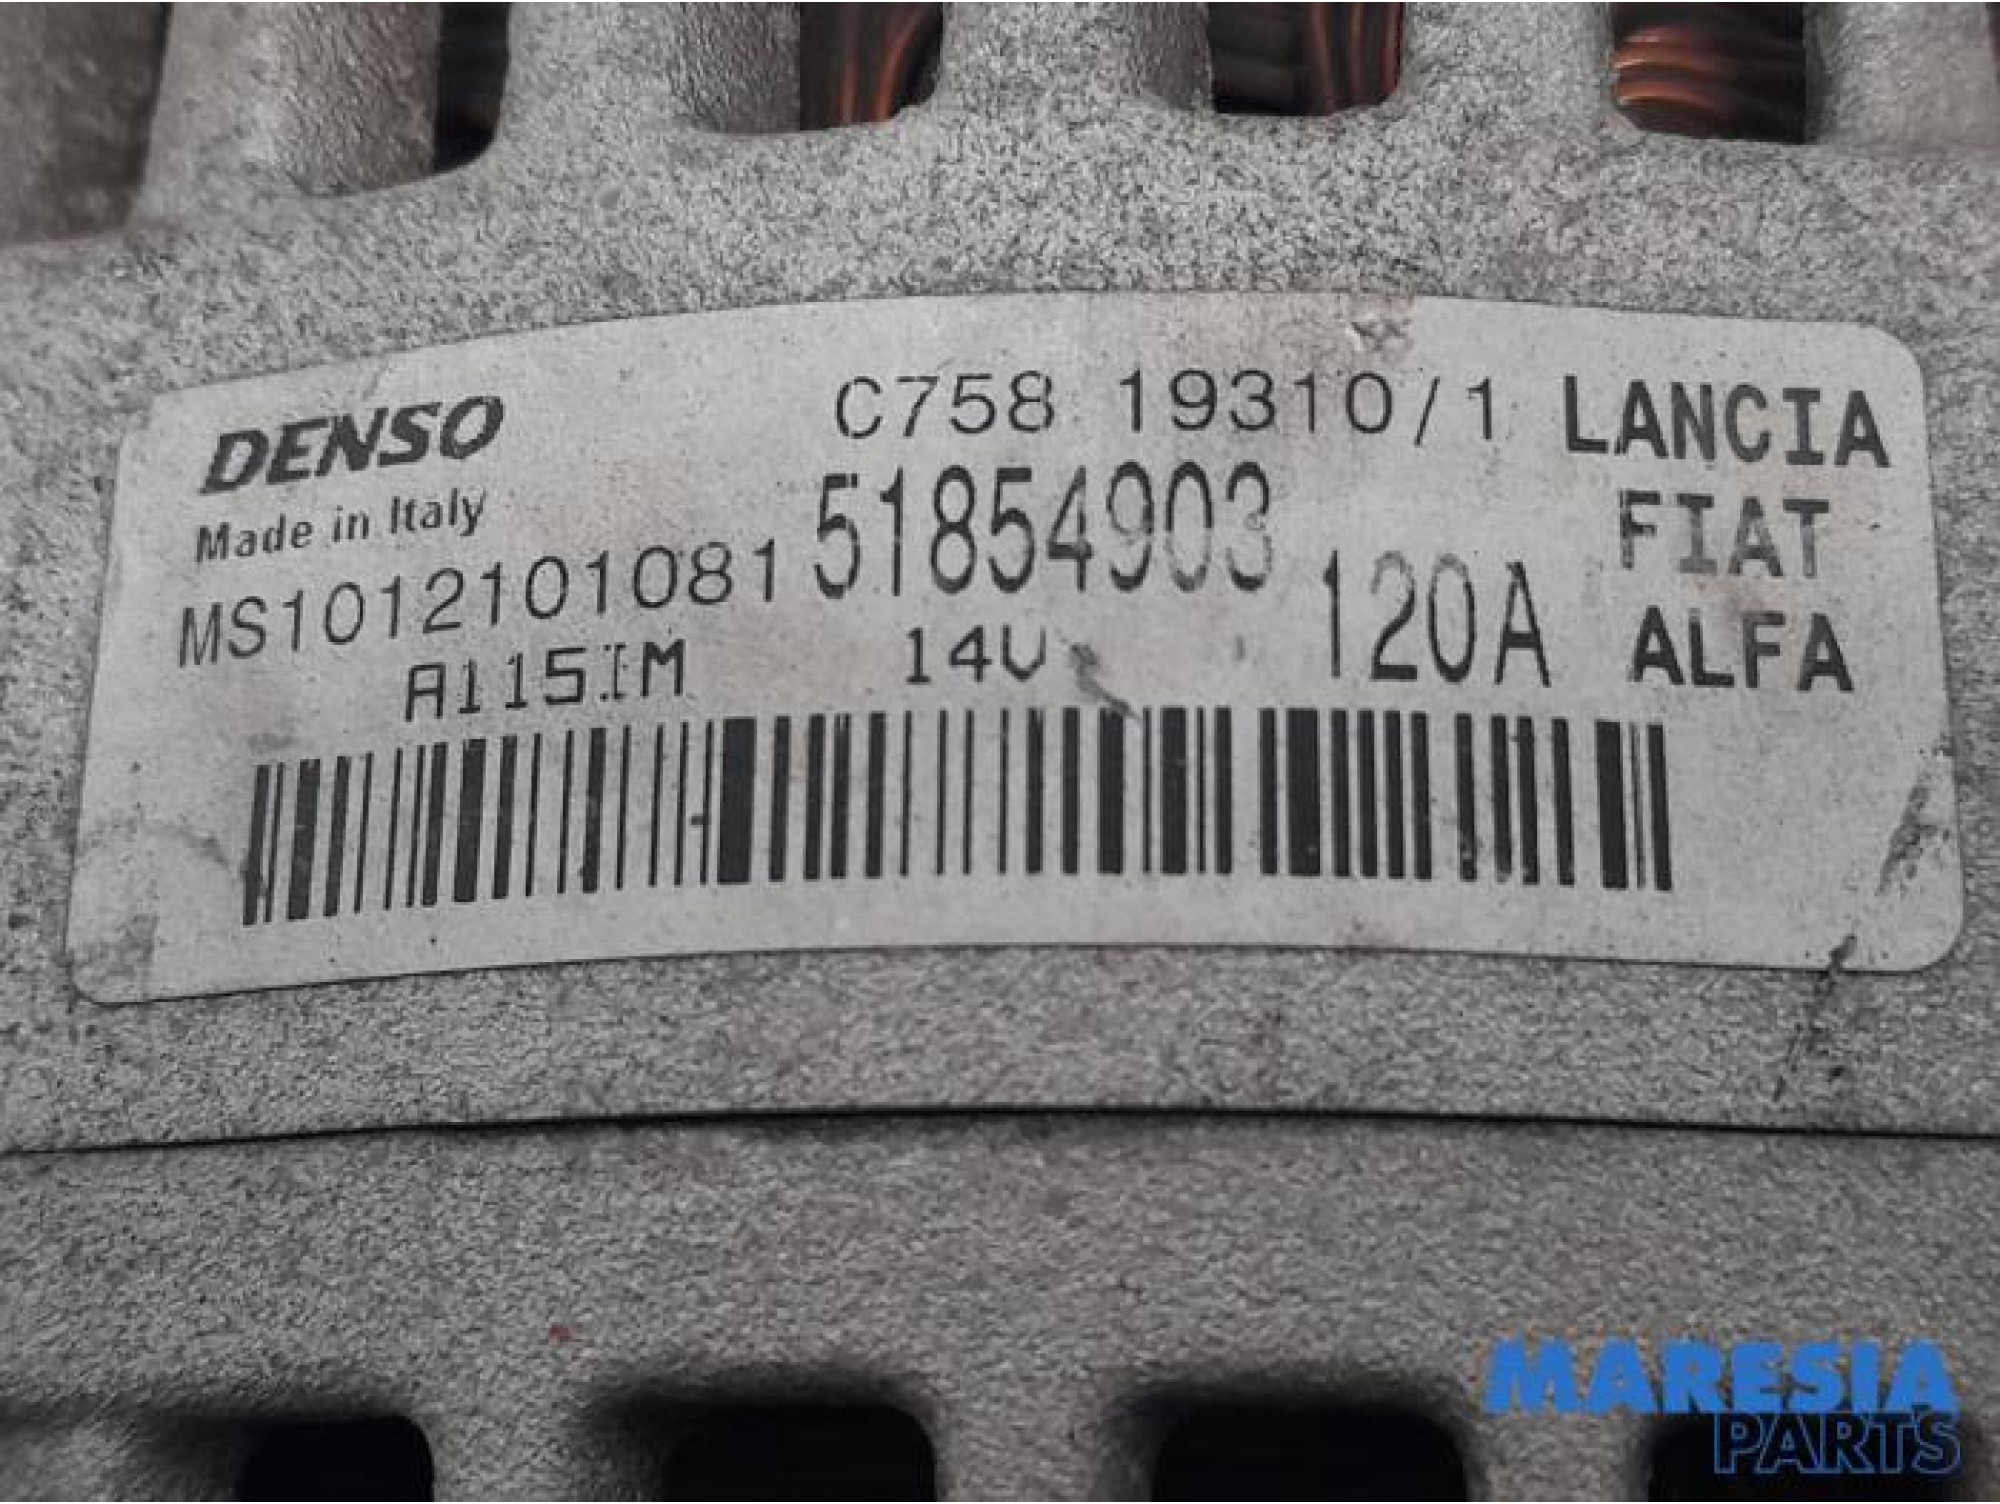 DENSO
Made in Italy
C758 19310/1
LANCIA
51854903
FIAT
MS1012101081
120A
ALFA
A115IM
14V
MARESIA
PARTS